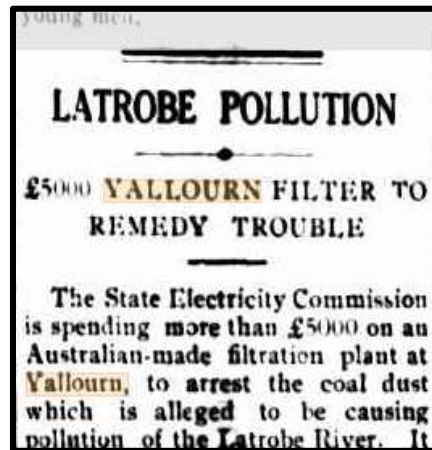 young men.
LATROBE POLLUTION
£5000 YALLOURN FILTER TO
REMEDY TROUBLE
The State Electricity Commission
is spending more than £5000 on an
Australian-made filtration plant at
Yallourn, to arrest the coal dust
which is alleged to be causing
pollution of the Latrobe River. It